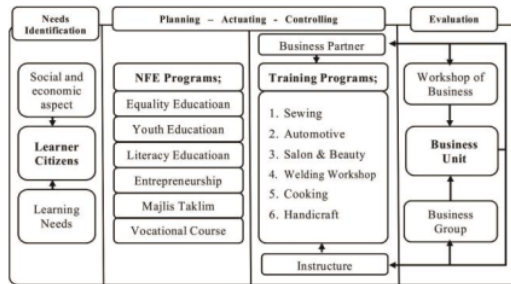 Needs
Identification
Planning – Actuating - Controlling
Evaluation
Social and
economic
aspect
Learner
Citizens
Learning
Needs
NFE Programs;
Equality Educatioan
Youth Educatioan
Literacy Educatioan
Entrepreneurship
Majlis Taklim
Vocational Course
Business Partner
Training Programs;
1. Sewing
2. Automotive
3. Salon & Beauty
4. Welding Workshop
5. Cooking
6. Handicraft
Instructure
Workshop of
Business
Business
Unit
Business
Group